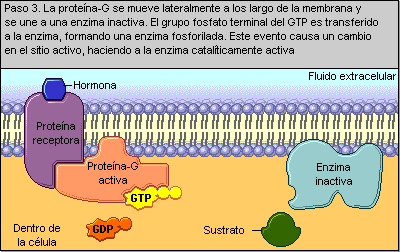 Paso 3. La proteína-G se mueve lateralmente a los largo de la membrana y
se une a una enzima inactiva. El grupo fosfato terminal del GTP es transferido
a la enzima, formando una enzima fosforilada. Este evento causa un cambio
en el sitio activo, haciendo a la enzima catalíticamente activa
Fluido extracelular
Hormona
Proteína
receptora
Proteína-G
activa
Enzima
inactiva
GTP
Dentro de
la célula
GDP
Sustrato